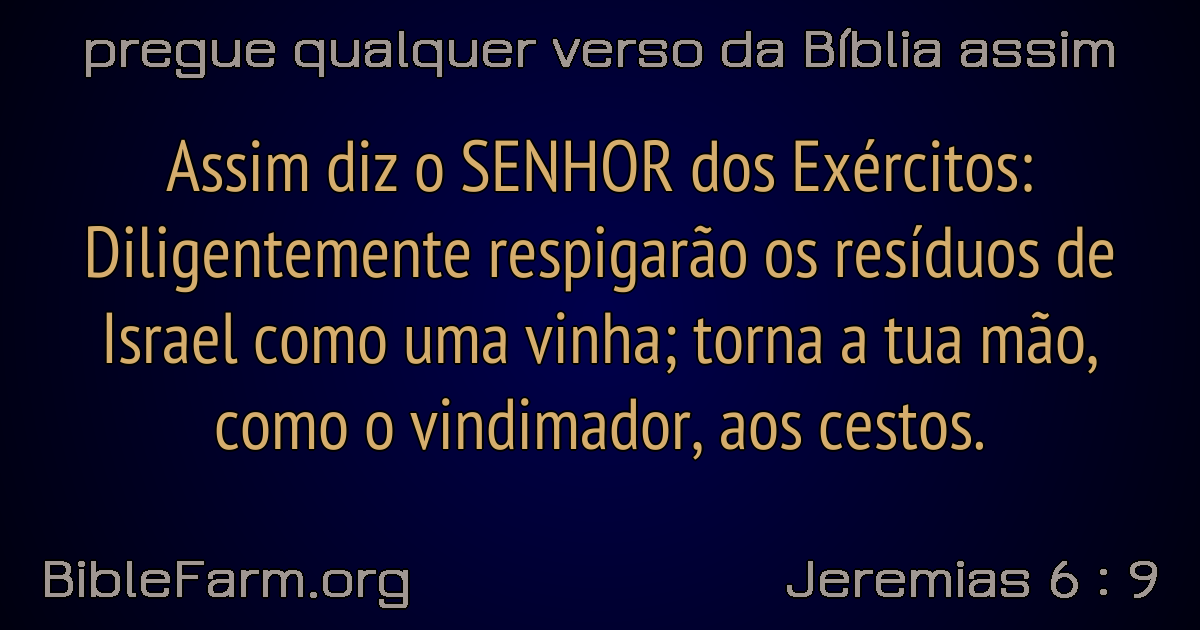 pregue qualquer verso da Bíblia assim
Assim diz o SENHOR dos Exércitos:
Diligentemente respigarão os resíduos de
Israel como uma vinha; torna a tua mão,
como o vindimador, aos cestos.
BibleFarm.org
Jeremias 6 : 9